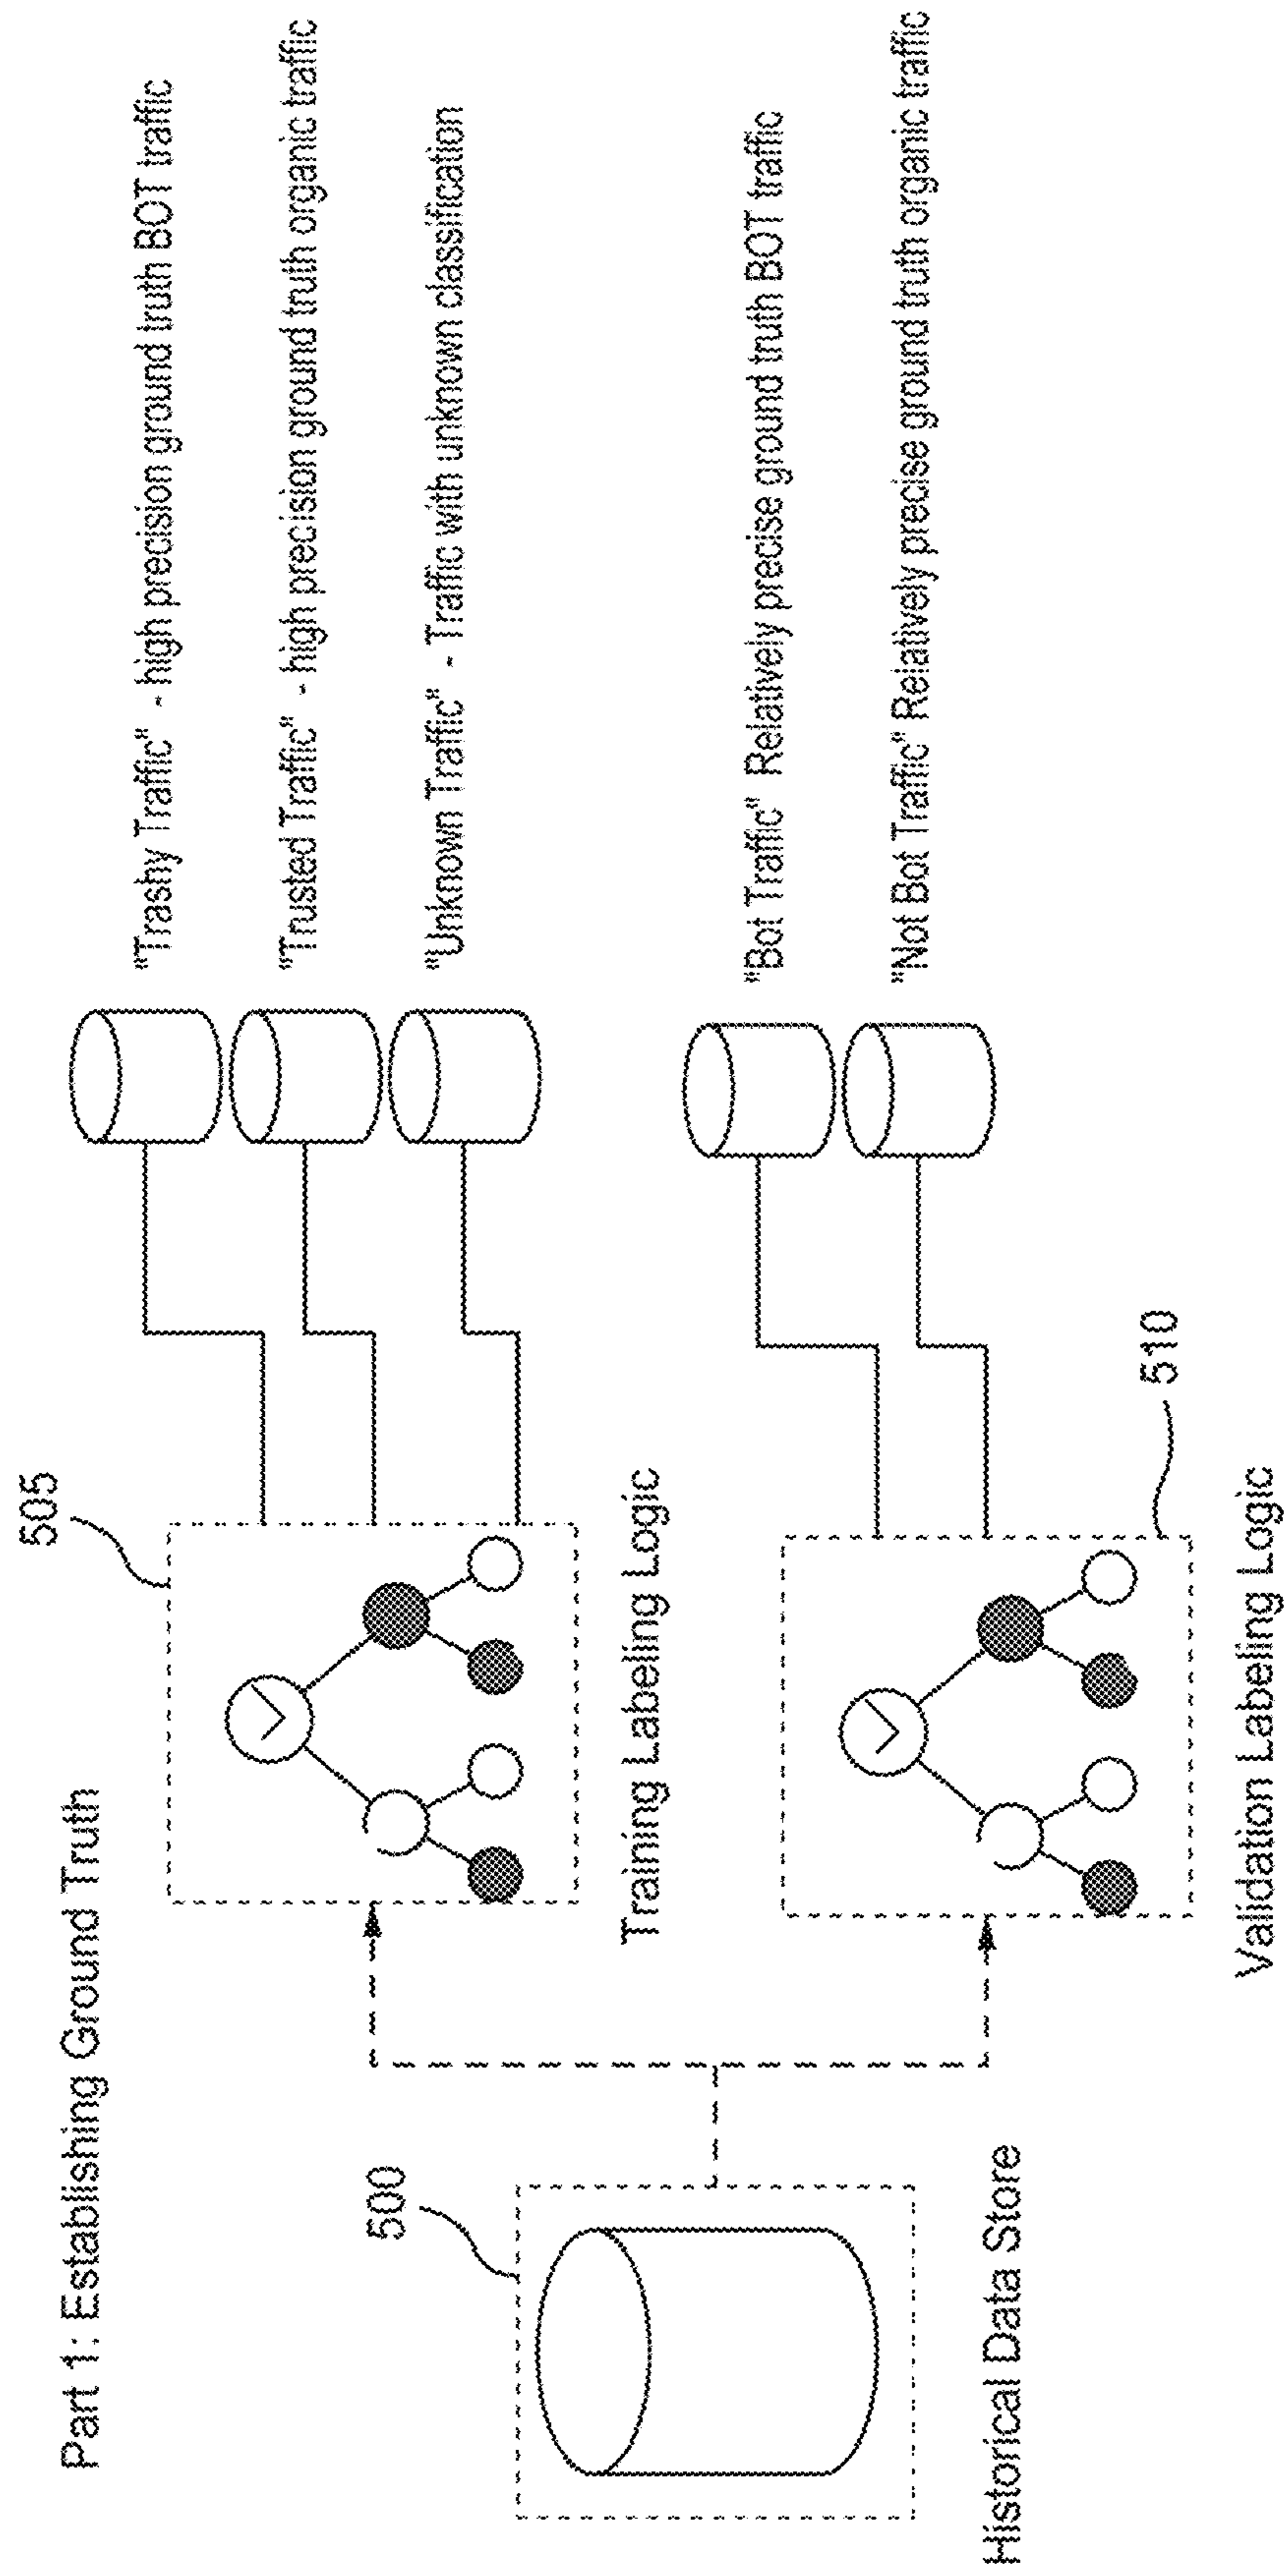 Part 1: Establishing Ground Truth
500
Historical Data Store
505
Training Labeling Logic
"Trashy Traffic" - high precision ground truth BOT traffic
"Trusted Traffic" - high precision ground truth organic traffic
"Unknown Traffic" - Traffic with unknown classification
510
Validation Labeling Logic
"Bot Traffic" Relatively precise ground truth BOT traffic
"Not Bot Traffic" Relatively precise ground truth organic traffic